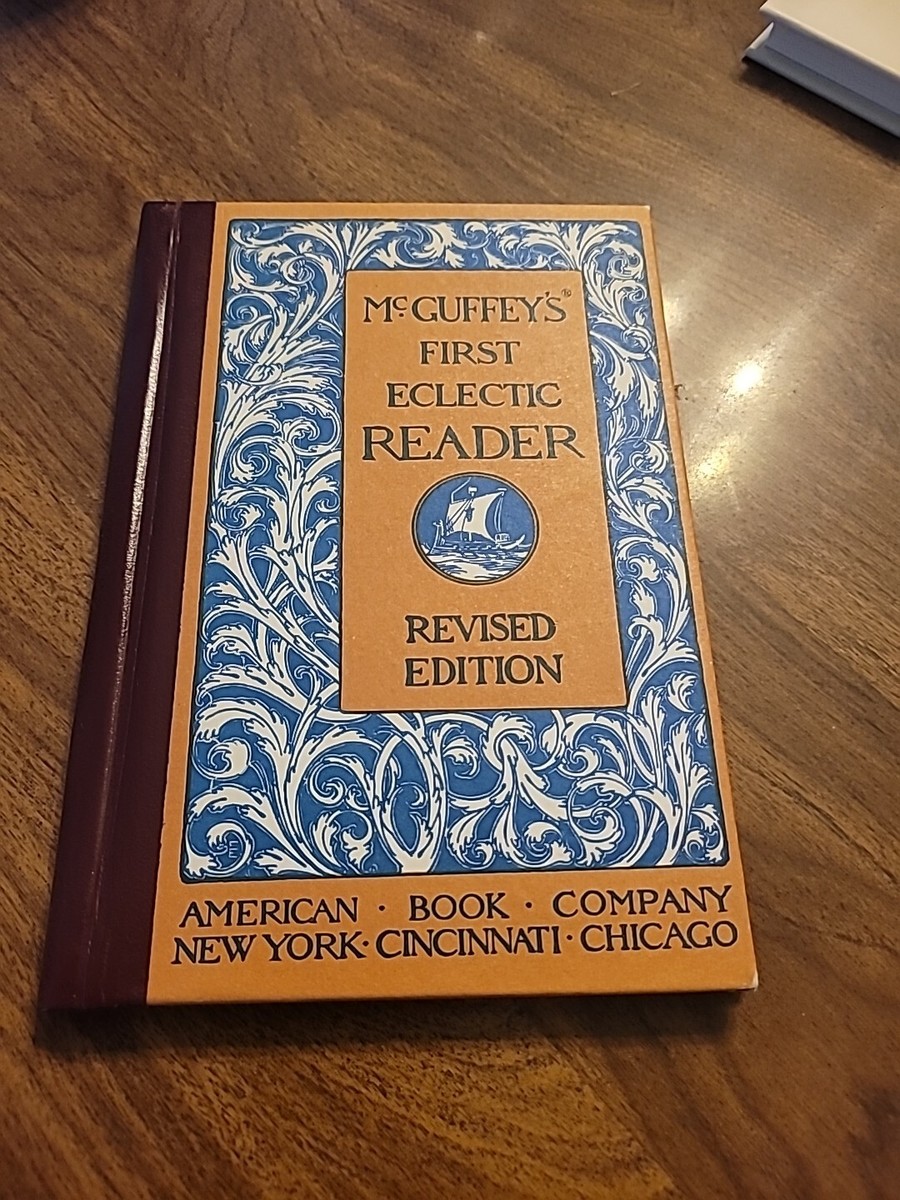 McGUFFEY'S®
FIRST
ECLECTIC
READER
REVISED
EDITION
AMERICAN · BOOK · COMPANY
NEW YORK · CINCINNATI · CHICAGO